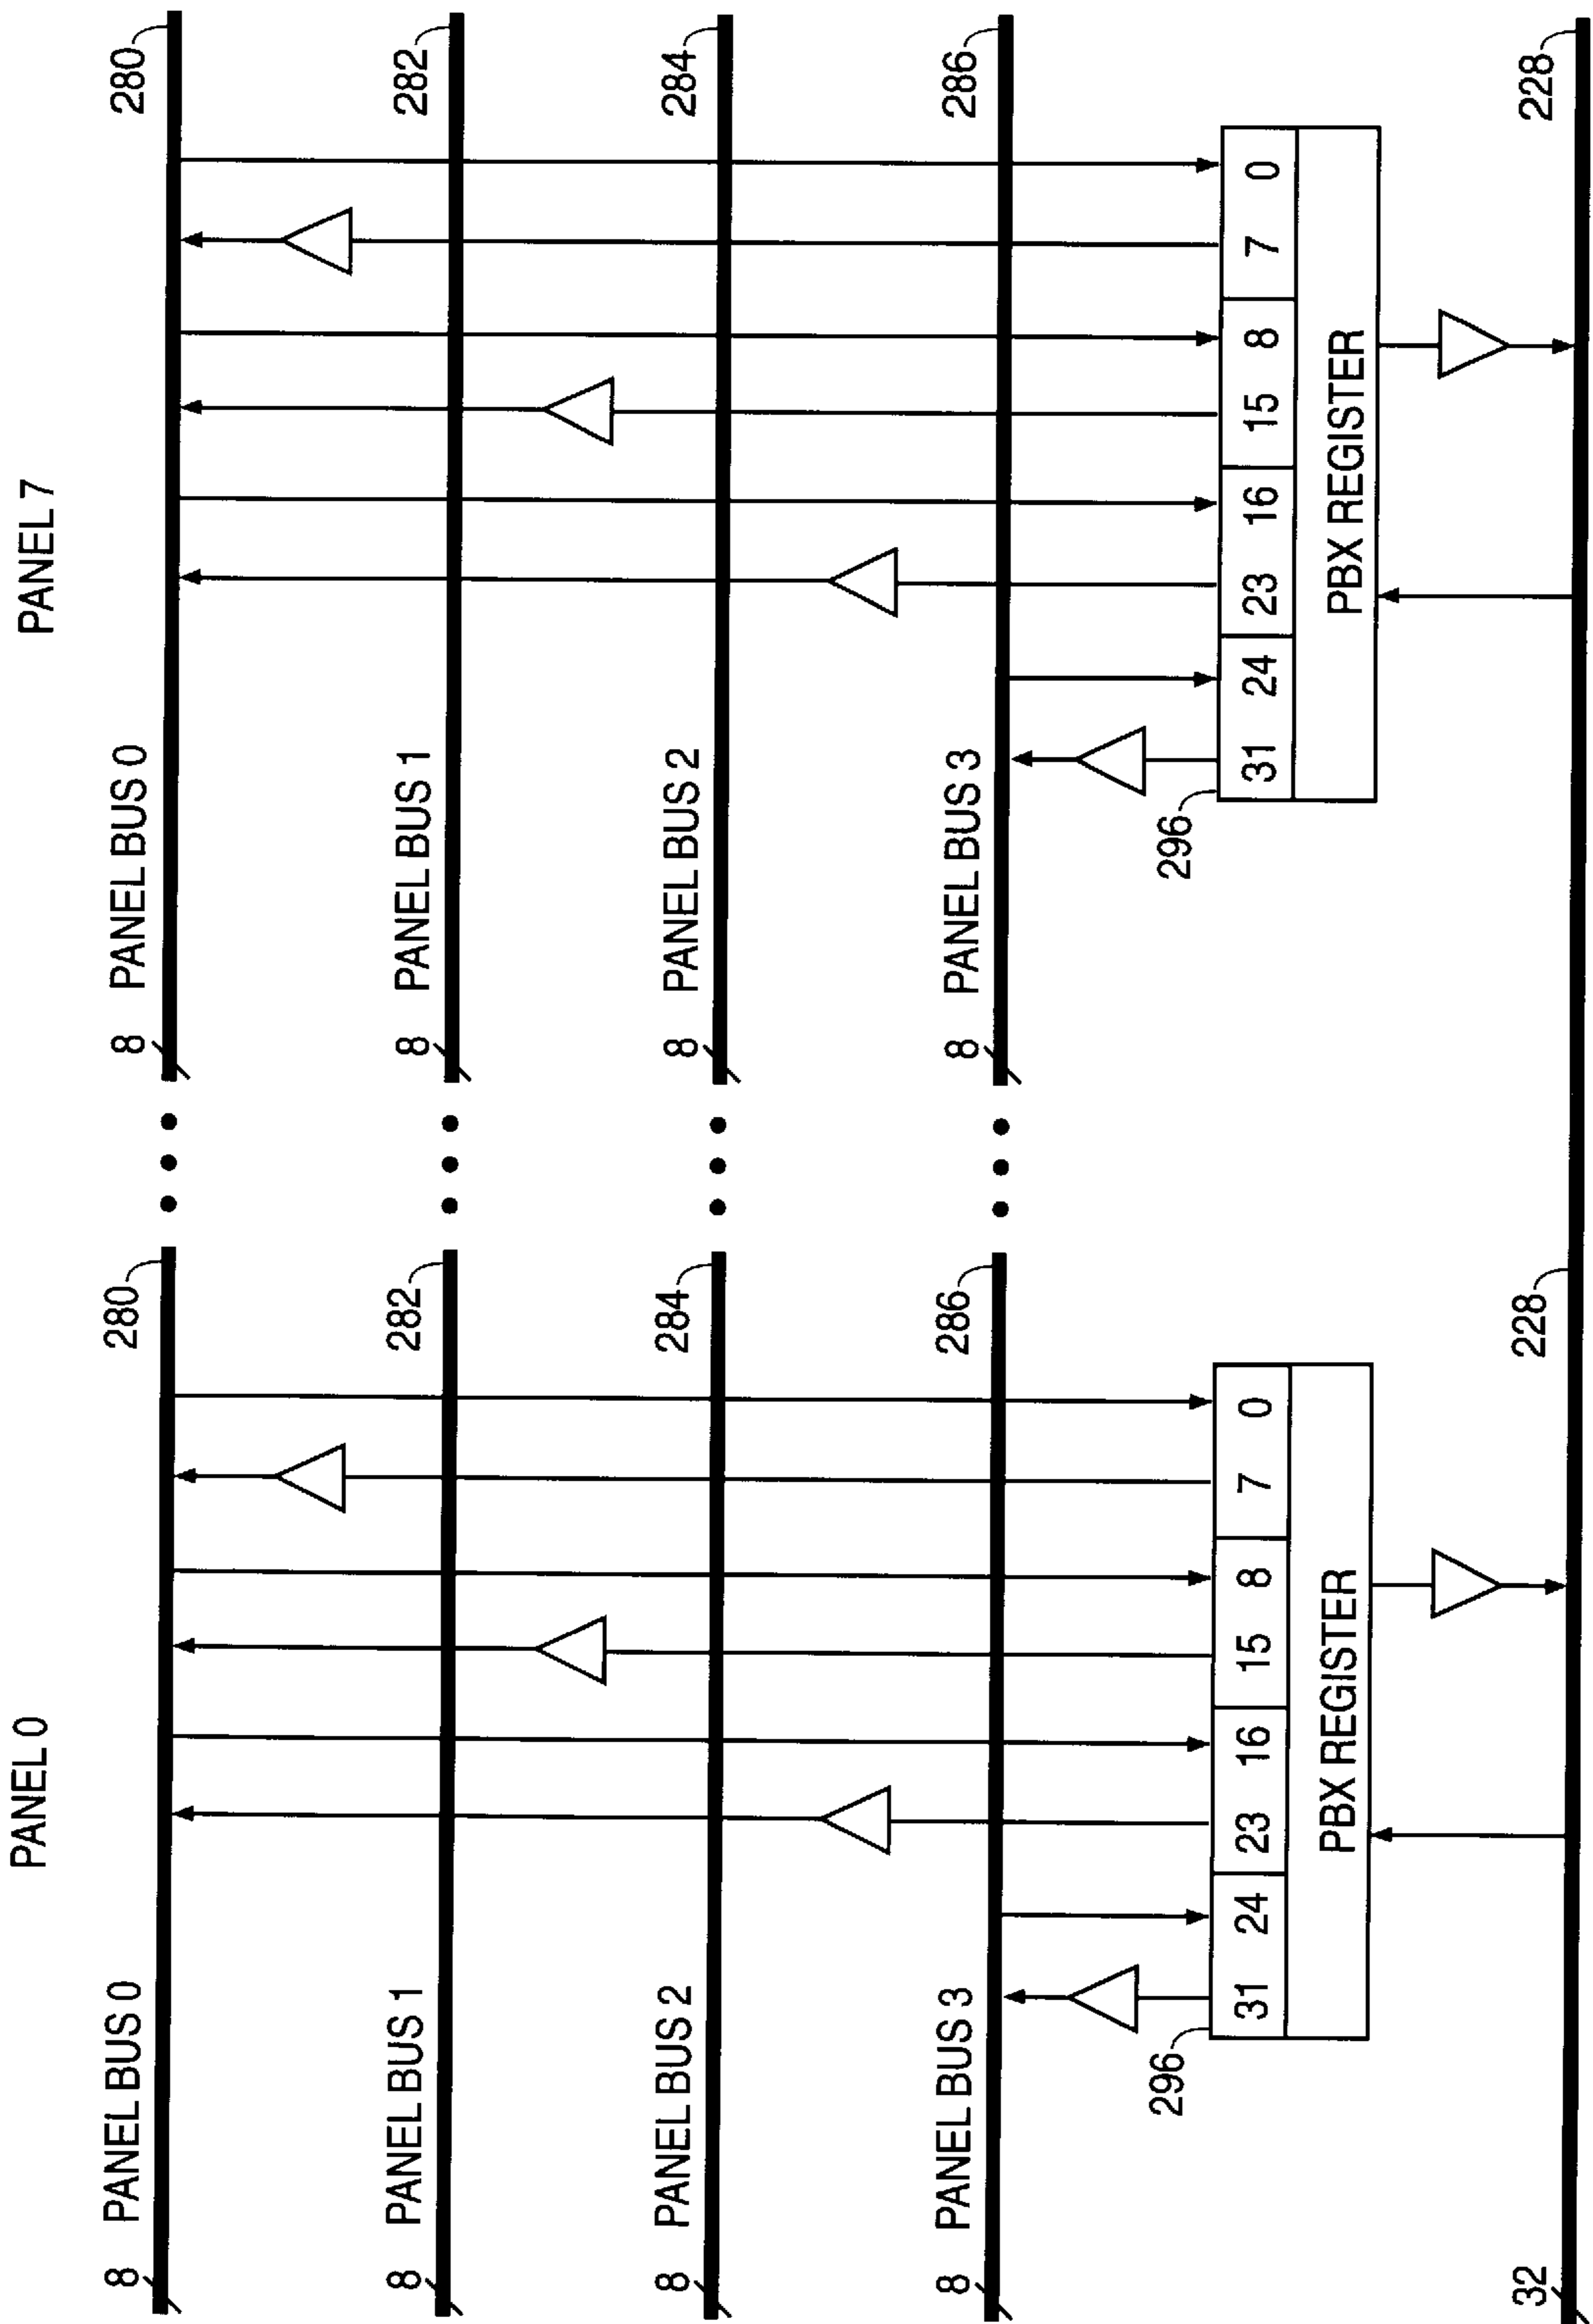 PANEL 0
PANEL 7
8 PANEL BUS 0
280
8 PANEL BUS 0
280
8 PANEL BUS 1
282
8 PANEL BUS 1
282
8 PANEL BUS 2
284
8 PANEL BUS 2
284
8 PANEL BUS 3
286
8 PANEL BUS 3
286
296
31 24 23 16 15 8 7 0
PBX REGISTER
296
31 24 23 16 15 8 7 0
PBX REGISTER
32
228
228